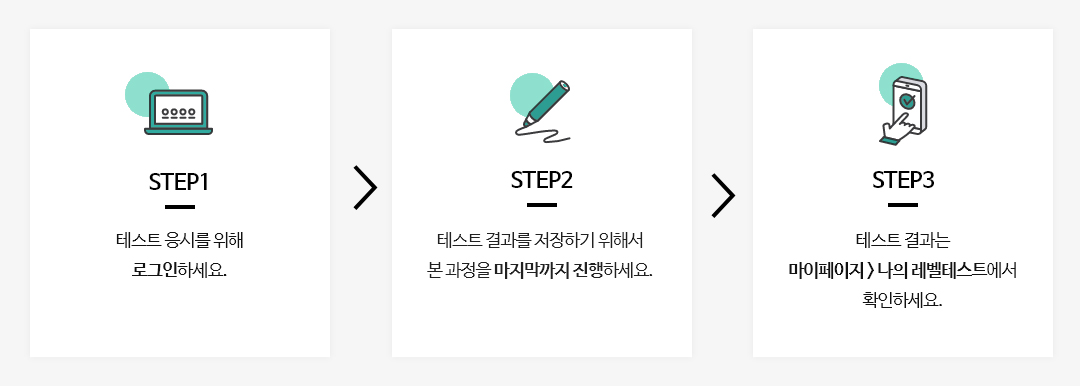 STEP1
테스트 응시를 위해
로그인하세요.
STEP2
테스트 결과를 저장하기 위해서
본 과정을 마지막까지 진행하세요.
STEP3
테스트 결과는
마이페이지 > 나의 레벨테스트에서
확인하세요.